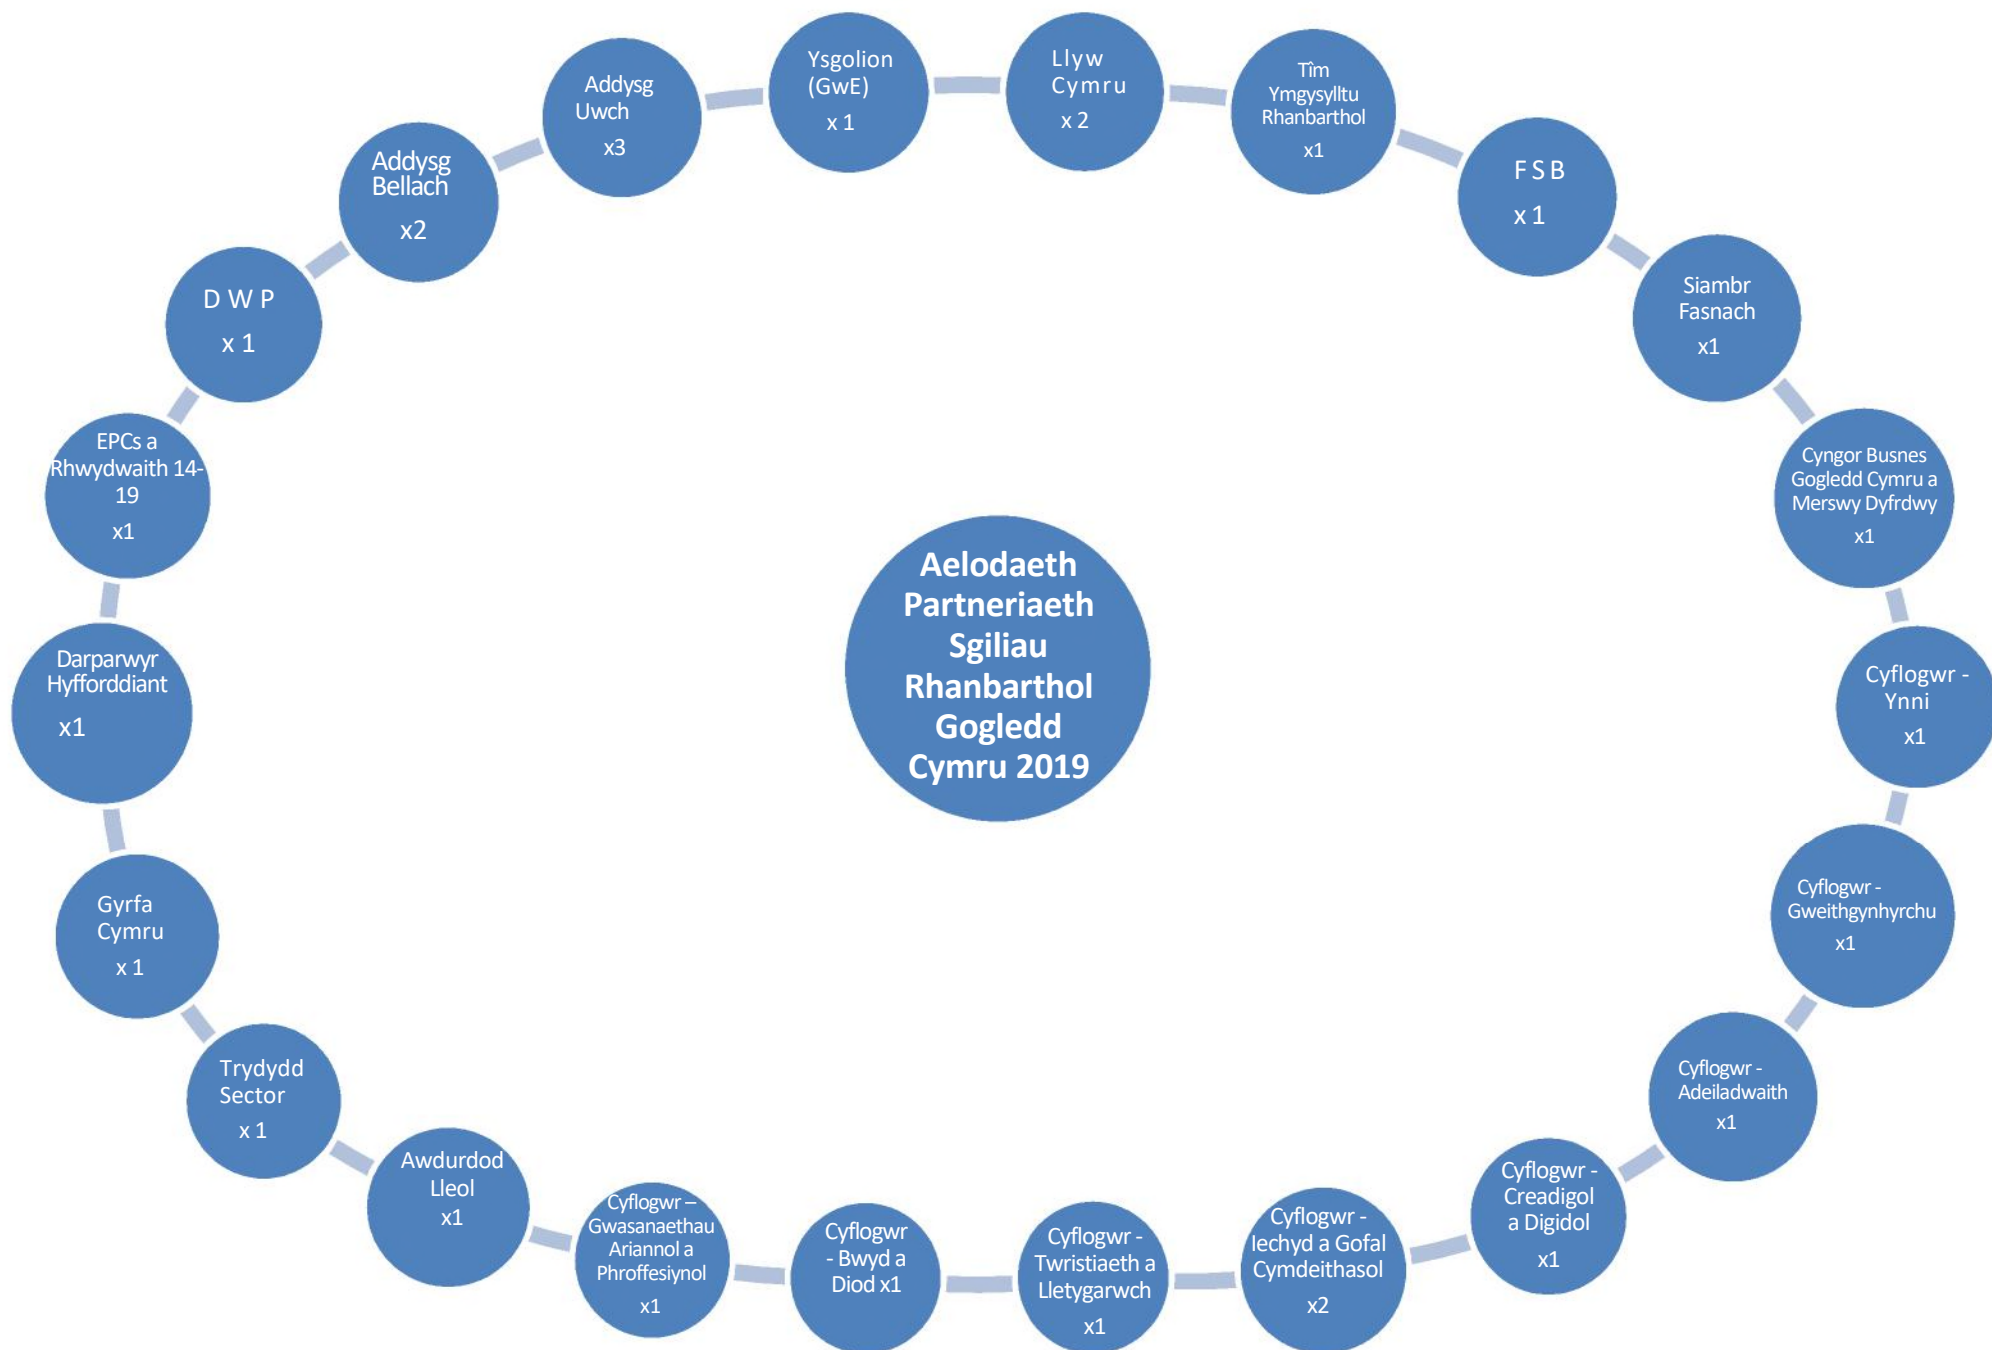 Ysgolion
(GwE)
x 1
Llyw
Cymru
x 2
Tîm
Ymgysylltu
Rhanbarthol
x1
FSB
x 1
Siambr
Fasnach
x1
Cyngor Busnes
Gogledd Cymru a
Merswy Dyfrdwy
x1
Cyflogwr -
Ynni
x1
Cyflogwr -
Gweithgynhyrchu
x1
Cyflogwr -
Adeiladwaith
x1
Cyflogwr -
Creadigol
a Digidol
x1
Cyflogwr -
Iechyd a Gofal
Cymdeithasol
x2
Cyflogwr -
Twristiaeth a
Lletygarwch
x1
Cyflogwr
- Bwyd a
Diod x1
Cyflogwr –
Gwasanaethau
Ariannol a
Phroffesiynol
x1
Awdurdod
Lleol
x1
Trydydd
Sector
x 1
Gyrfa
Cymru
x 1
Darparwyr
Hyfforddiant
x1
EPCs a
Rhwydwaith 14-
19
x1
DWP
x 1
Addysg
Bellach
x2
Addysg
Uwch
x3
Aelodaeth
Partneriaeth
Sgiliau
Rhanbarthol
Gogledd
Cymru 2019